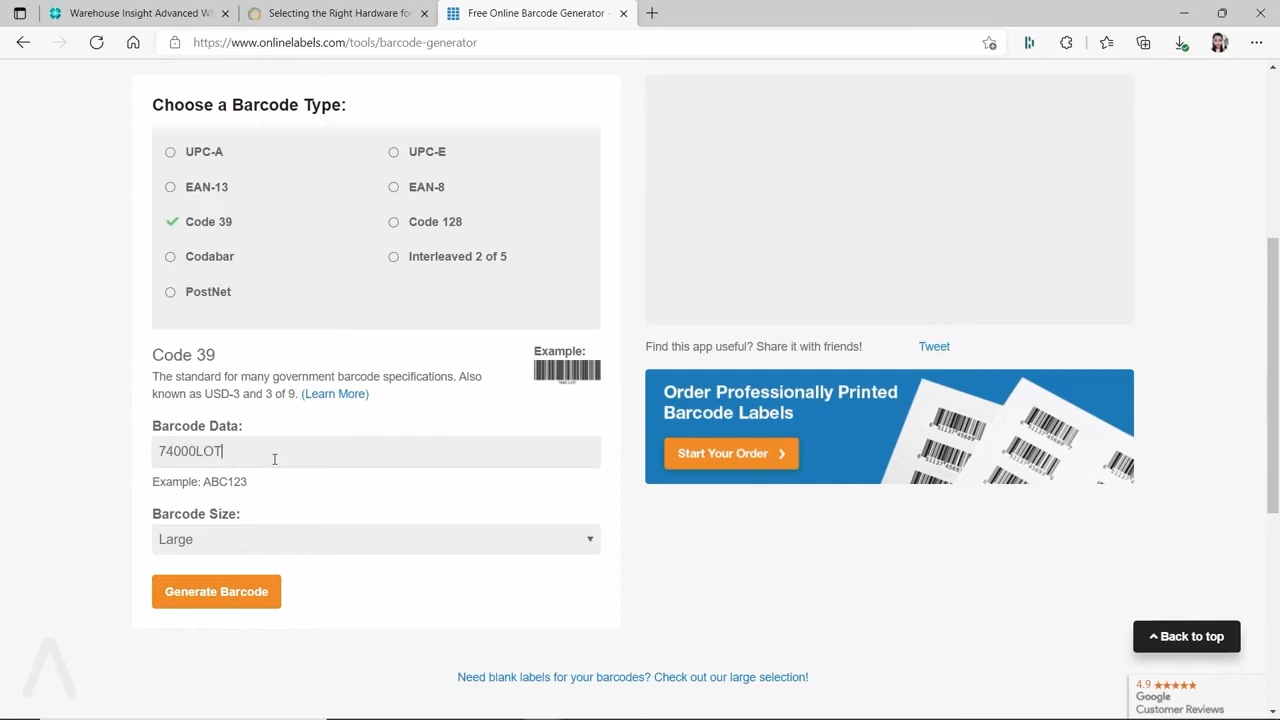 Warehouse Insight Advanced W
Selecting the Right Hardware fo
Free Online Barcode Generator -
https://www.onlinelabels.com/tools/barcode-generator
Choose a Barcode Type:
UPC-A
UPC-E
EAN-13
EAN-8
Code 39
Code 128
Codabar
Interleaved 2 of 5
PostNet
Code 39
Example:
The standard for many government barcode specifications. Also
known as USD-3 and 3 of 9. (Learn More)
Barcode Data:
74000LOT
Example: ABC123
Barcode Size:
Large
Generate Barcode
Find this app useful? Share it with friends!
Tweet
Order Professionally Printed
Barcode Labels
Start Your Order
Back to top
Need blank labels for your barcodes? Check out our large selection!
4.9
Google
Customer Reviews